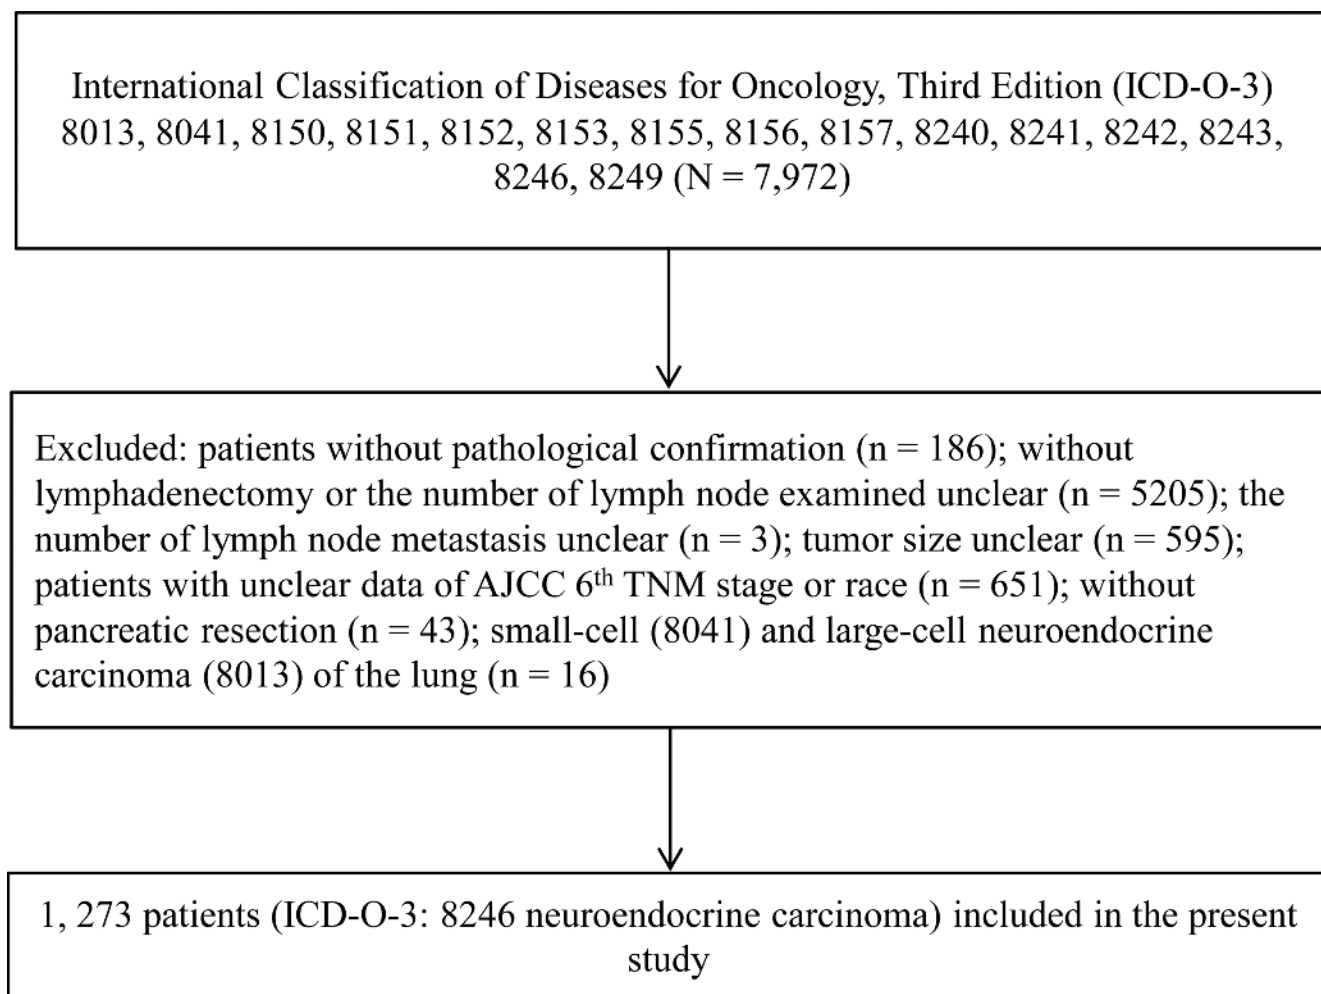 International Classification of Diseases for Oncology, Third Edition (ICD-O-3)
8013, 8041, 8150, 8151, 8152, 8153, 8155, 8156, 8157, 8240, 8241, 8242, 8243,
8246, 8249 (N = 7,972)
Excluded: patients without pathological confirmation (n = 186); without
lymphadenectomy or the number of lymph node examined unclear (n = 5205); the
number of lymph node metastasis unclear (n = 3); tumor size unclear (n = 595);
patients with unclear data of AJCC 6th TNM stage or race (n = 651); without
pancreatic resection (n = 43); small-cell (8041) and large-cell neuroendocrine
carcinoma (8013) of the lung (n = 16)
1, 273 patients (ICD-O-3: 8246 neuroendocrine carcinoma) included in the present
study